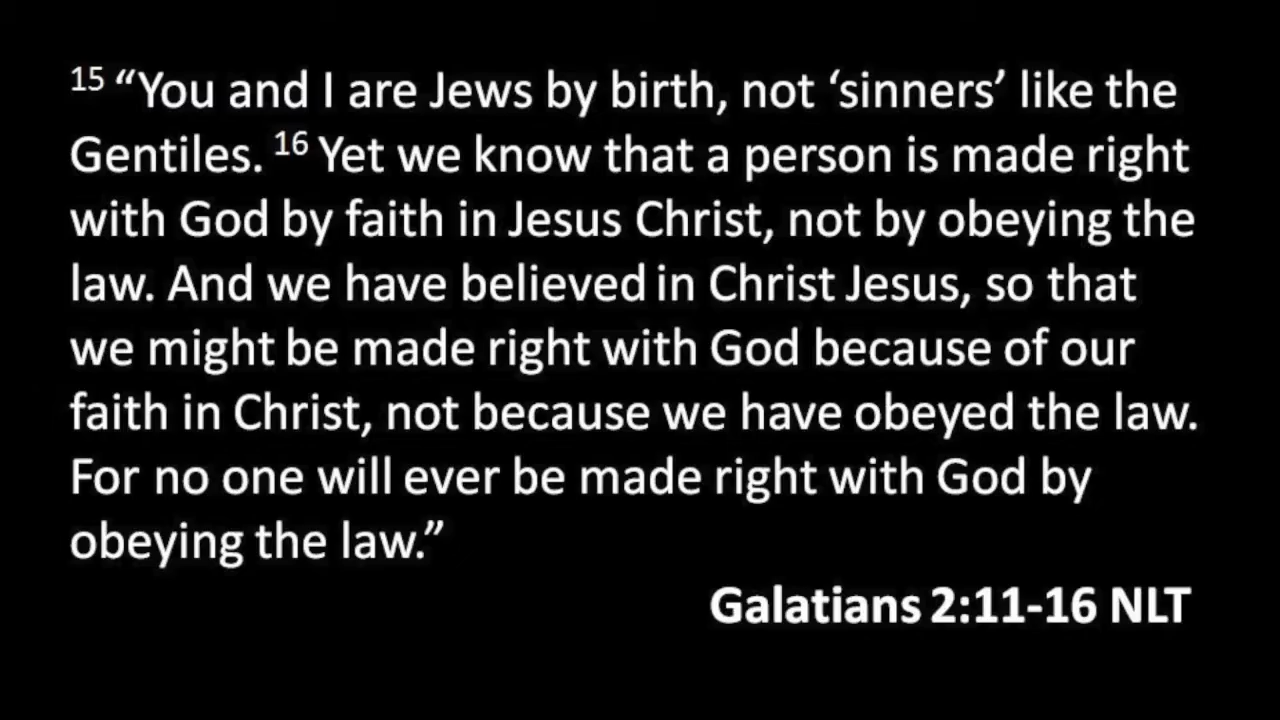 15 “You and I are Jews by birth, not ‘sinners’ like the
Gentiles. 16 Yet we know that a person is made right
with God by faith in Jesus Christ, not by obeying the
law. And we have believed in Christ Jesus, so that
we might be made right with God because of our
faith in Christ, not because we have obeyed the law.
For no one will ever be made right with God by
obeying the law.”
Galatians 2:11-16 NLT